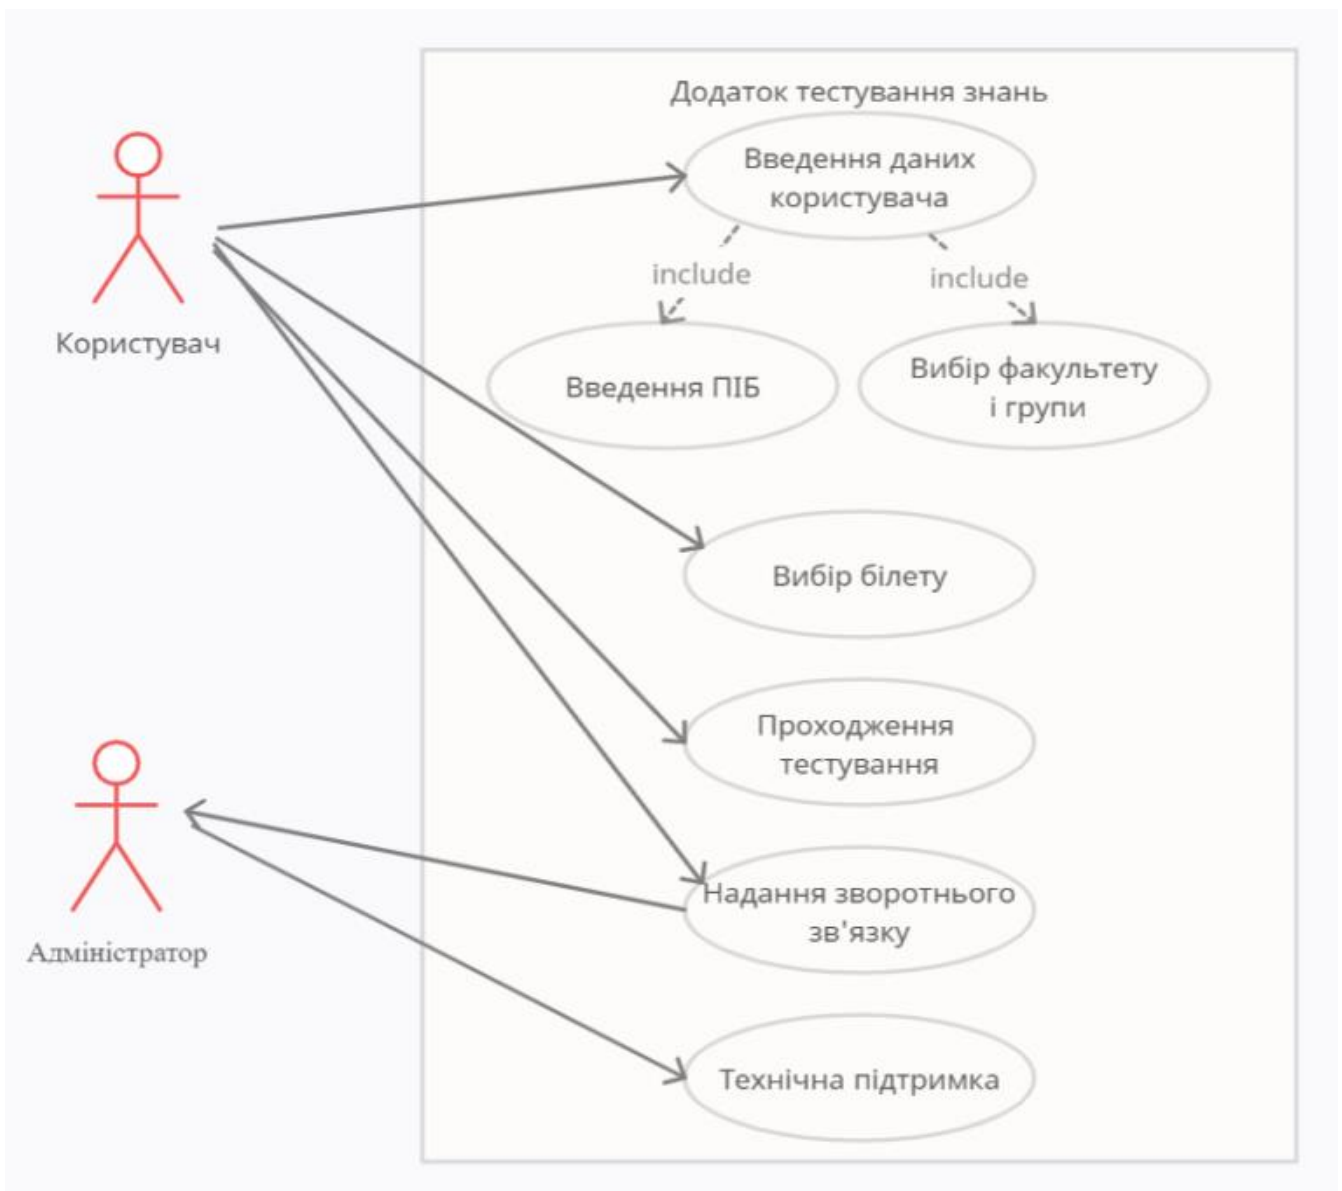 Додаток тестування знань
Введення даних
користувача
include
include
Користувач
Введення ПІБ
Вибір факультету
і групи
Вибір білету
Проходження
тестування
Надання зворотнього
зв'язку
Адміністратор
Технічна підтримка